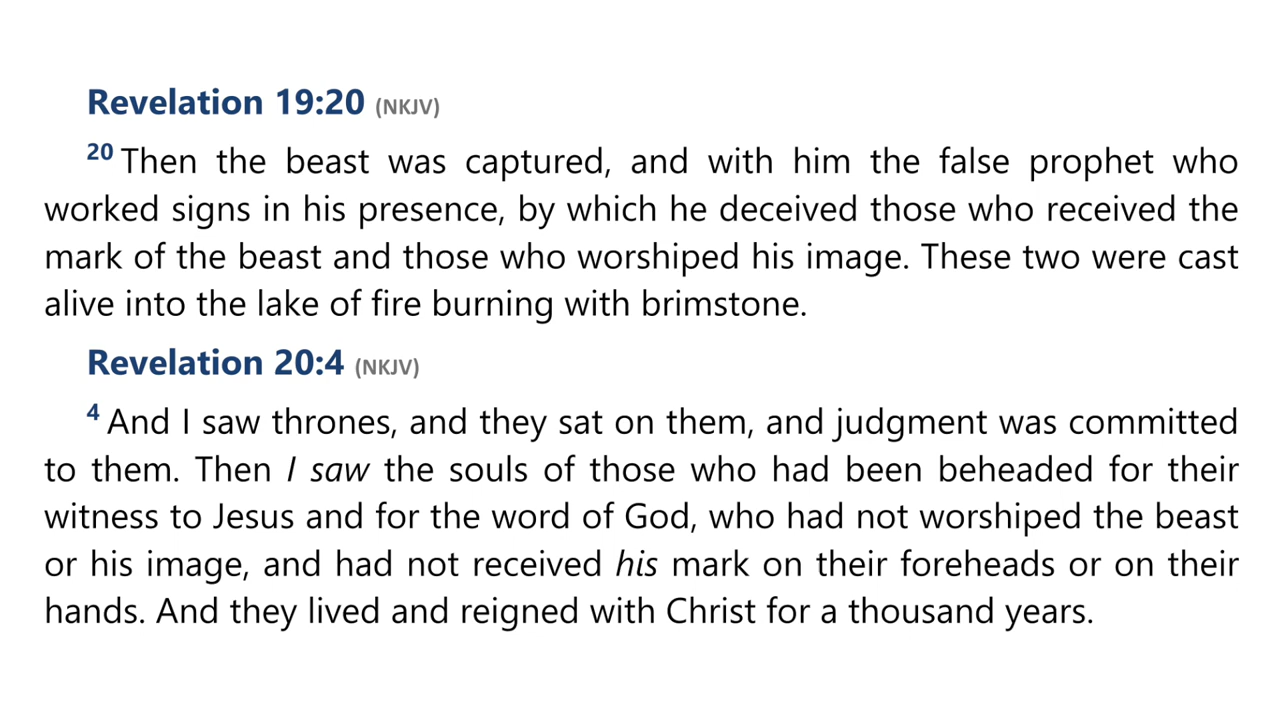 Revelation 19:20 (NKJV)
20 Then the beast was captured, and with him the false prophet who
worked signs in his presence, by which he deceived those who received the
mark of the beast and those who worshiped his image. These two were cast
alive into the lake of fire burning with brimstone.
Revelation 20:4 (NKJV)
4 And I saw thrones, and they sat on them, and judgment was committed
to them. Then I saw the souls of those who had been beheaded for their
witness to Jesus and for the word of God, who had not worshiped the beast
or his image, and had not received his mark on their foreheads or on their
hands. And they lived and reigned with Christ for a thousand years.